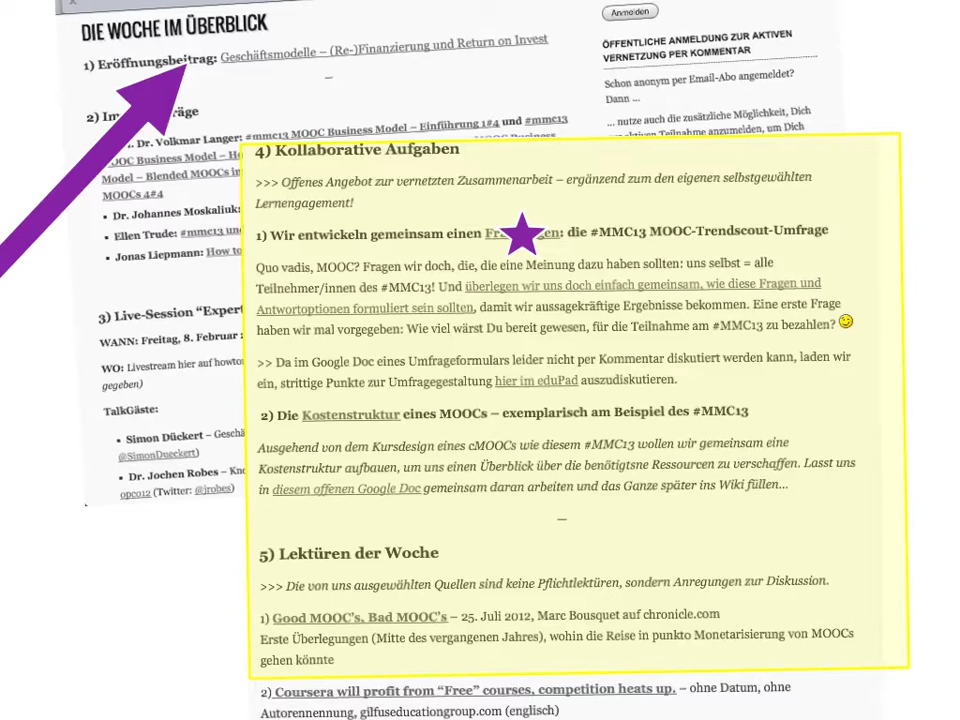 DIE WOCHE IM ÜBERBLICK
1) Eröffnungsbeitrag: Geschäftsmodelle – (Re-)Finanzierung und Return on Invest
–
2) Im
räge
Dr. Volkmar Langer: #mmc13 MOOC Business Model – Einführung 1#4 und #mmc13
MOOC Business Model –
Model – Blended MOOCs in
MOOCs 4#4
• Dr. Johannes Moskaliuk:
• Ellen Trude: #mmc13 un
• Jonas Liepmann: How to
3) Live-Session “Expert
WANN: Freitag, 8. Februar
WO: Livestream hier auf howto
gegeben)
TalkGäste:
• Simon Dückert – Geschä
@SimonDueckert)
• Dr. Jochen Robes – Kno
opco12 (Twitter: @jrobes)
Anmelden
ÖFFENTLICHE ANMELDUNG ZUR AKTIVEN
VERNETZUNG PER KOMMENTAR
Schon anonym per Email-Abo angemeldet?
Dann ...
... nutze auch die zusätzliche Möglichkeit, Dich
zur aktiven Teilnahme anzumelden, um Dich
4) Kollaborative Aufgaben
>>> Offenes Angebot zur vernetzten Zusammenarbeit – ergänzend zum den eigenen selbstgewählten
Lernengagement!
1) Wir entwickeln gemeinsam einen Fragebogen: die #MMC13 MOOC-Trendscout-Umfrage
Quo vadis, MOOC? Fragen wir doch, die, die eine Meinung dazu haben sollten: uns selbst = alle
Teilnehmer/innen des #MMC13! Und überlegen wir uns doch einfach gemeinsam, wie diese Fragen und
Antwortoptionen formuliert sein sollten, damit wir aussagekräftige Ergebnisse bekommen. Eine erste Frage
haben wir mal vorgegeben: Wie viel wärst Du bereit gewesen, für die Teilnahme am #MMC13 zu bezahlen?
>> Da im Google Doc eines Umfrageformulars leider nicht per Kommentar diskutiert werden kann, laden wir
ein, strittige Punkte zur Umfragegestaltung hier im eduPad auszudiskutieren.
2) Die Kostenstruktur eines MOOCs – exemplarisch am Beispiel des #MMC13
Ausgehend von dem Kursdesign eines cMOOCs wie diesem #MMC13 wollen wir gemeinsam eine
Kostenstruktur aufbauen, um uns einen Überblick über die benötigtsne Ressourcen zu verschaffen. Lasst uns
in diesem offenen Google Doc gemeinsam daran arbeiten und das Ganze später ins Wiki füllen...
–
5) Lektüren der Woche
>>> Die von uns ausgewählten Quellen sind keine Pflichtlektüren, sondern Anregungen zur Diskussion.
1) Good MOOC’s, Bad MOOC’s – 25. Juli 2012, Marc Bousquet auf chronicle.com
Erste Überlegungen (Mitte des vergangenen Jahres), wohin die Reise in punkto Monetarisierung von MOOCs
gehen könnte
2) Coursera will profit from “Free” courses, competition heats up. – ohne Datum, ohne
Autorennennung, gilfuseducationgroup.com (englisch)